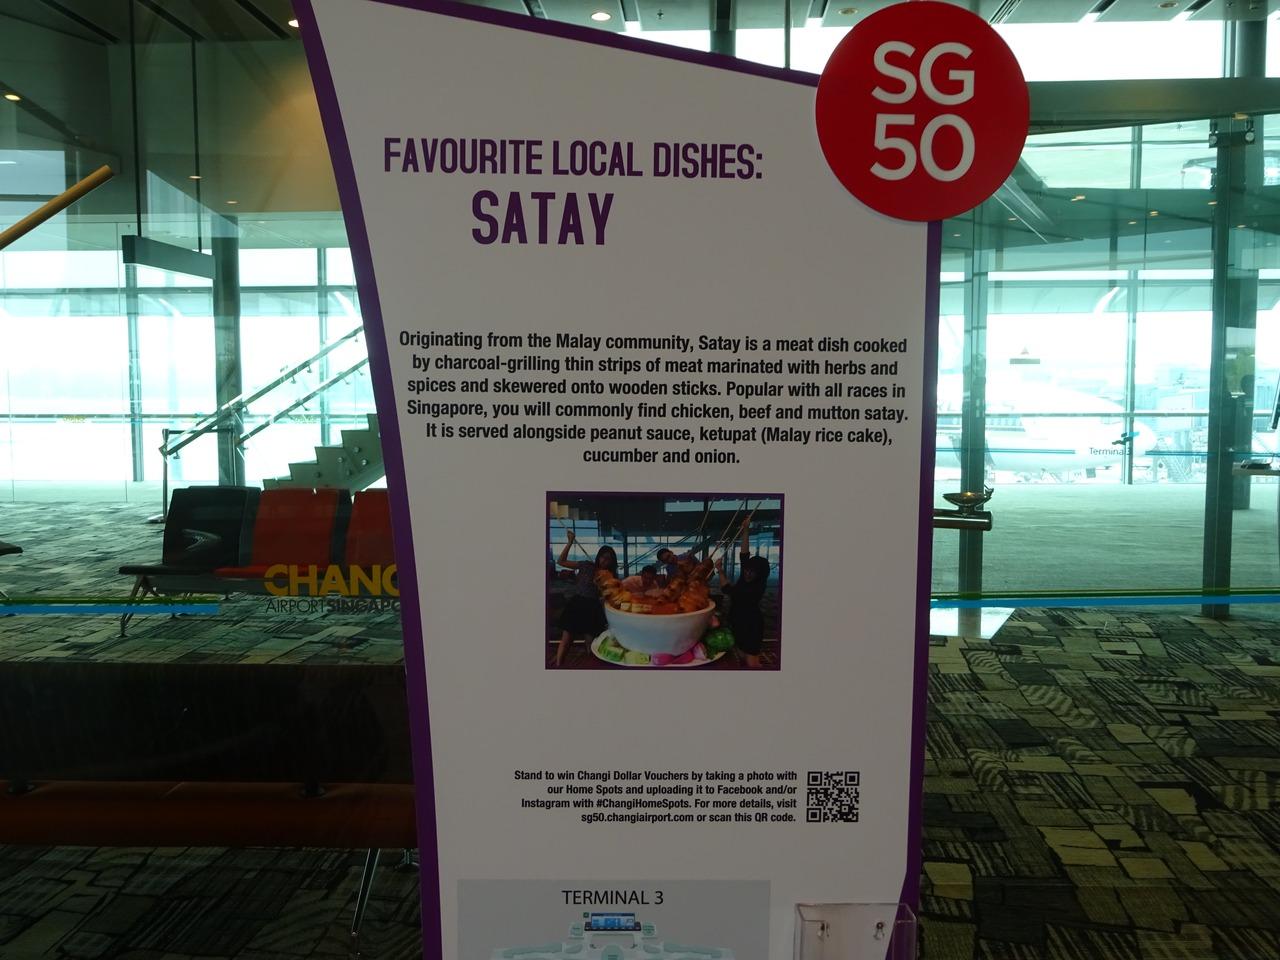 SG
50
FAVOURITE LOCAL DISHES:
SATAY
Originating from the Malay community, Satay is a meat dish cooked
by charcoal-grilling thin strips of meat marinated with herbs and
spices and skewered onto wooden sticks. Popular with all races in
Singapore, you will commonly find chicken, beef and mutton satay.
It is served alongside peanut sauce, ketupat (Malay rice cake),
cucumber and onion.
Terminal 3
CHANG
AIRPORT SINGAPO
Stand to win Changi Dollar Vouchers by taking a photo with
our Home Spots and uploading it to Facebook and/or
Instagram with #ChangiHomeSpots. For more details, visit
sg50.changiairport.com or scan this QR code.
TERMINAL 3